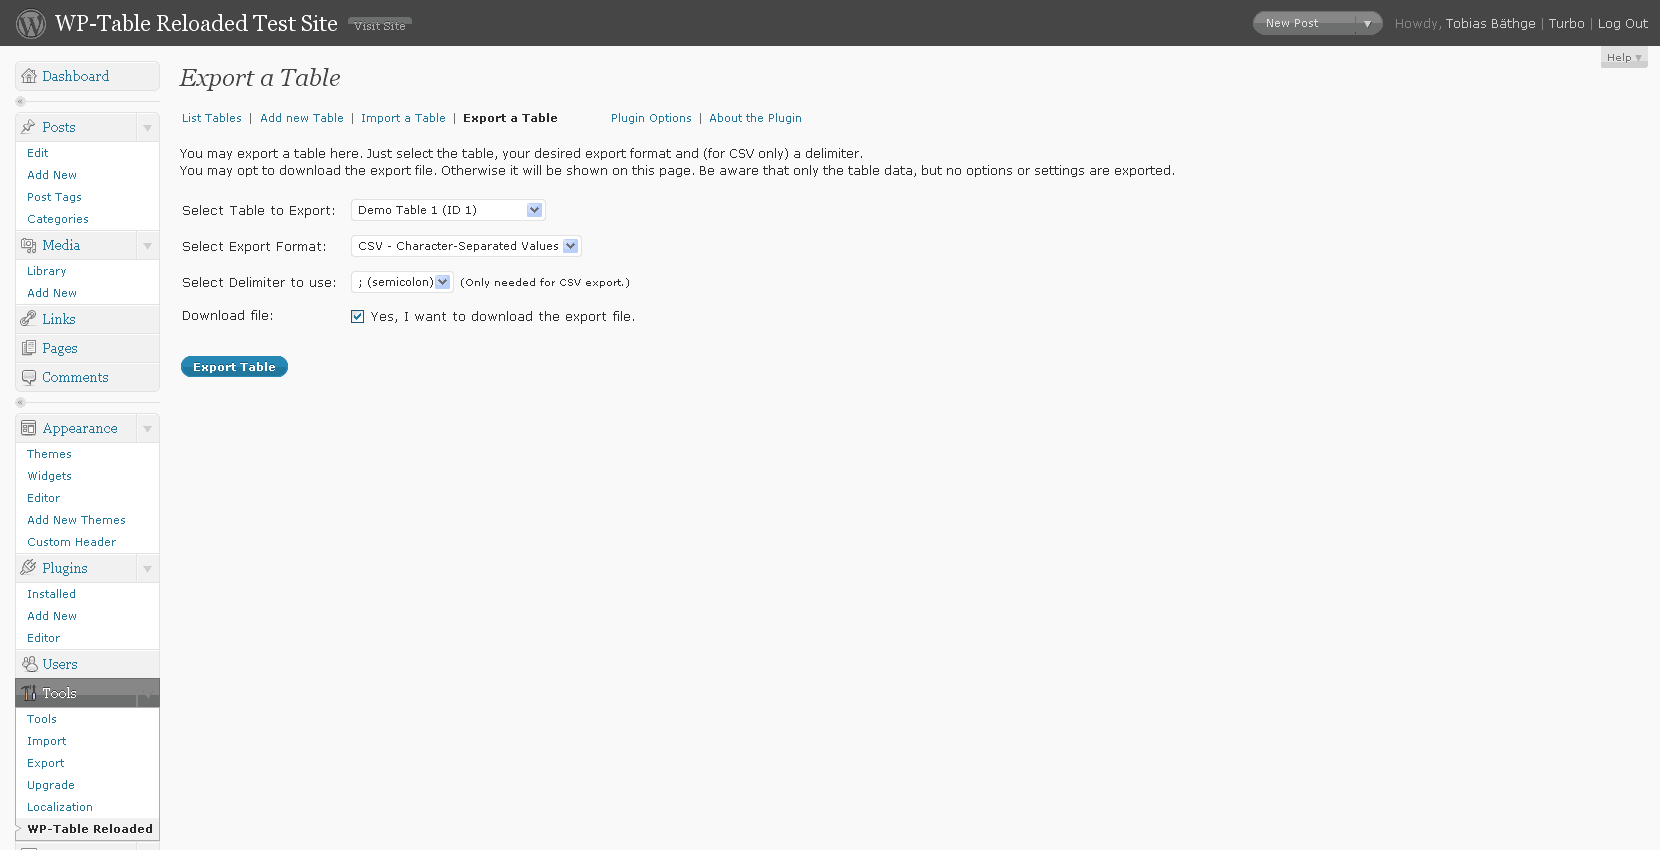 WP-Table Reloaded Test Site Visit Site
New Post Howdy, Tobias Bäthge | Turbo | Log Out
Help
Dashboard
Posts
Edit
Add New
Post Tags
Categories
Media
Library
Add New
Links
Pages
Comments
Appearance
Themes
Widgets
Editor
Add New Themes
Custom Header
Plugins
Installed
Add New
Editor
Users
Tools
Tools
Import
Export
Upgrade
Localization
WP-Table Reloaded
Export a Table
List Tables | Add new Table | Import a Table | Export a Table Plugin Options | About the Plugin
You may export a table here. Just select the table, your desired export format and (for CSV only) a delimiter.
You may opt to download the export file. Otherwise it will be shown on this page. Be aware that only the table data, but no options or settings are exported.
Select Table to Export: Demo Table 1 (ID 1)
Select Export Format: CSV - Character-Separated Values
Select Delimiter to use: ; (semicolon) (Only needed for CSV export.)
Download file: Yes, I want to download the export file.
Export Table